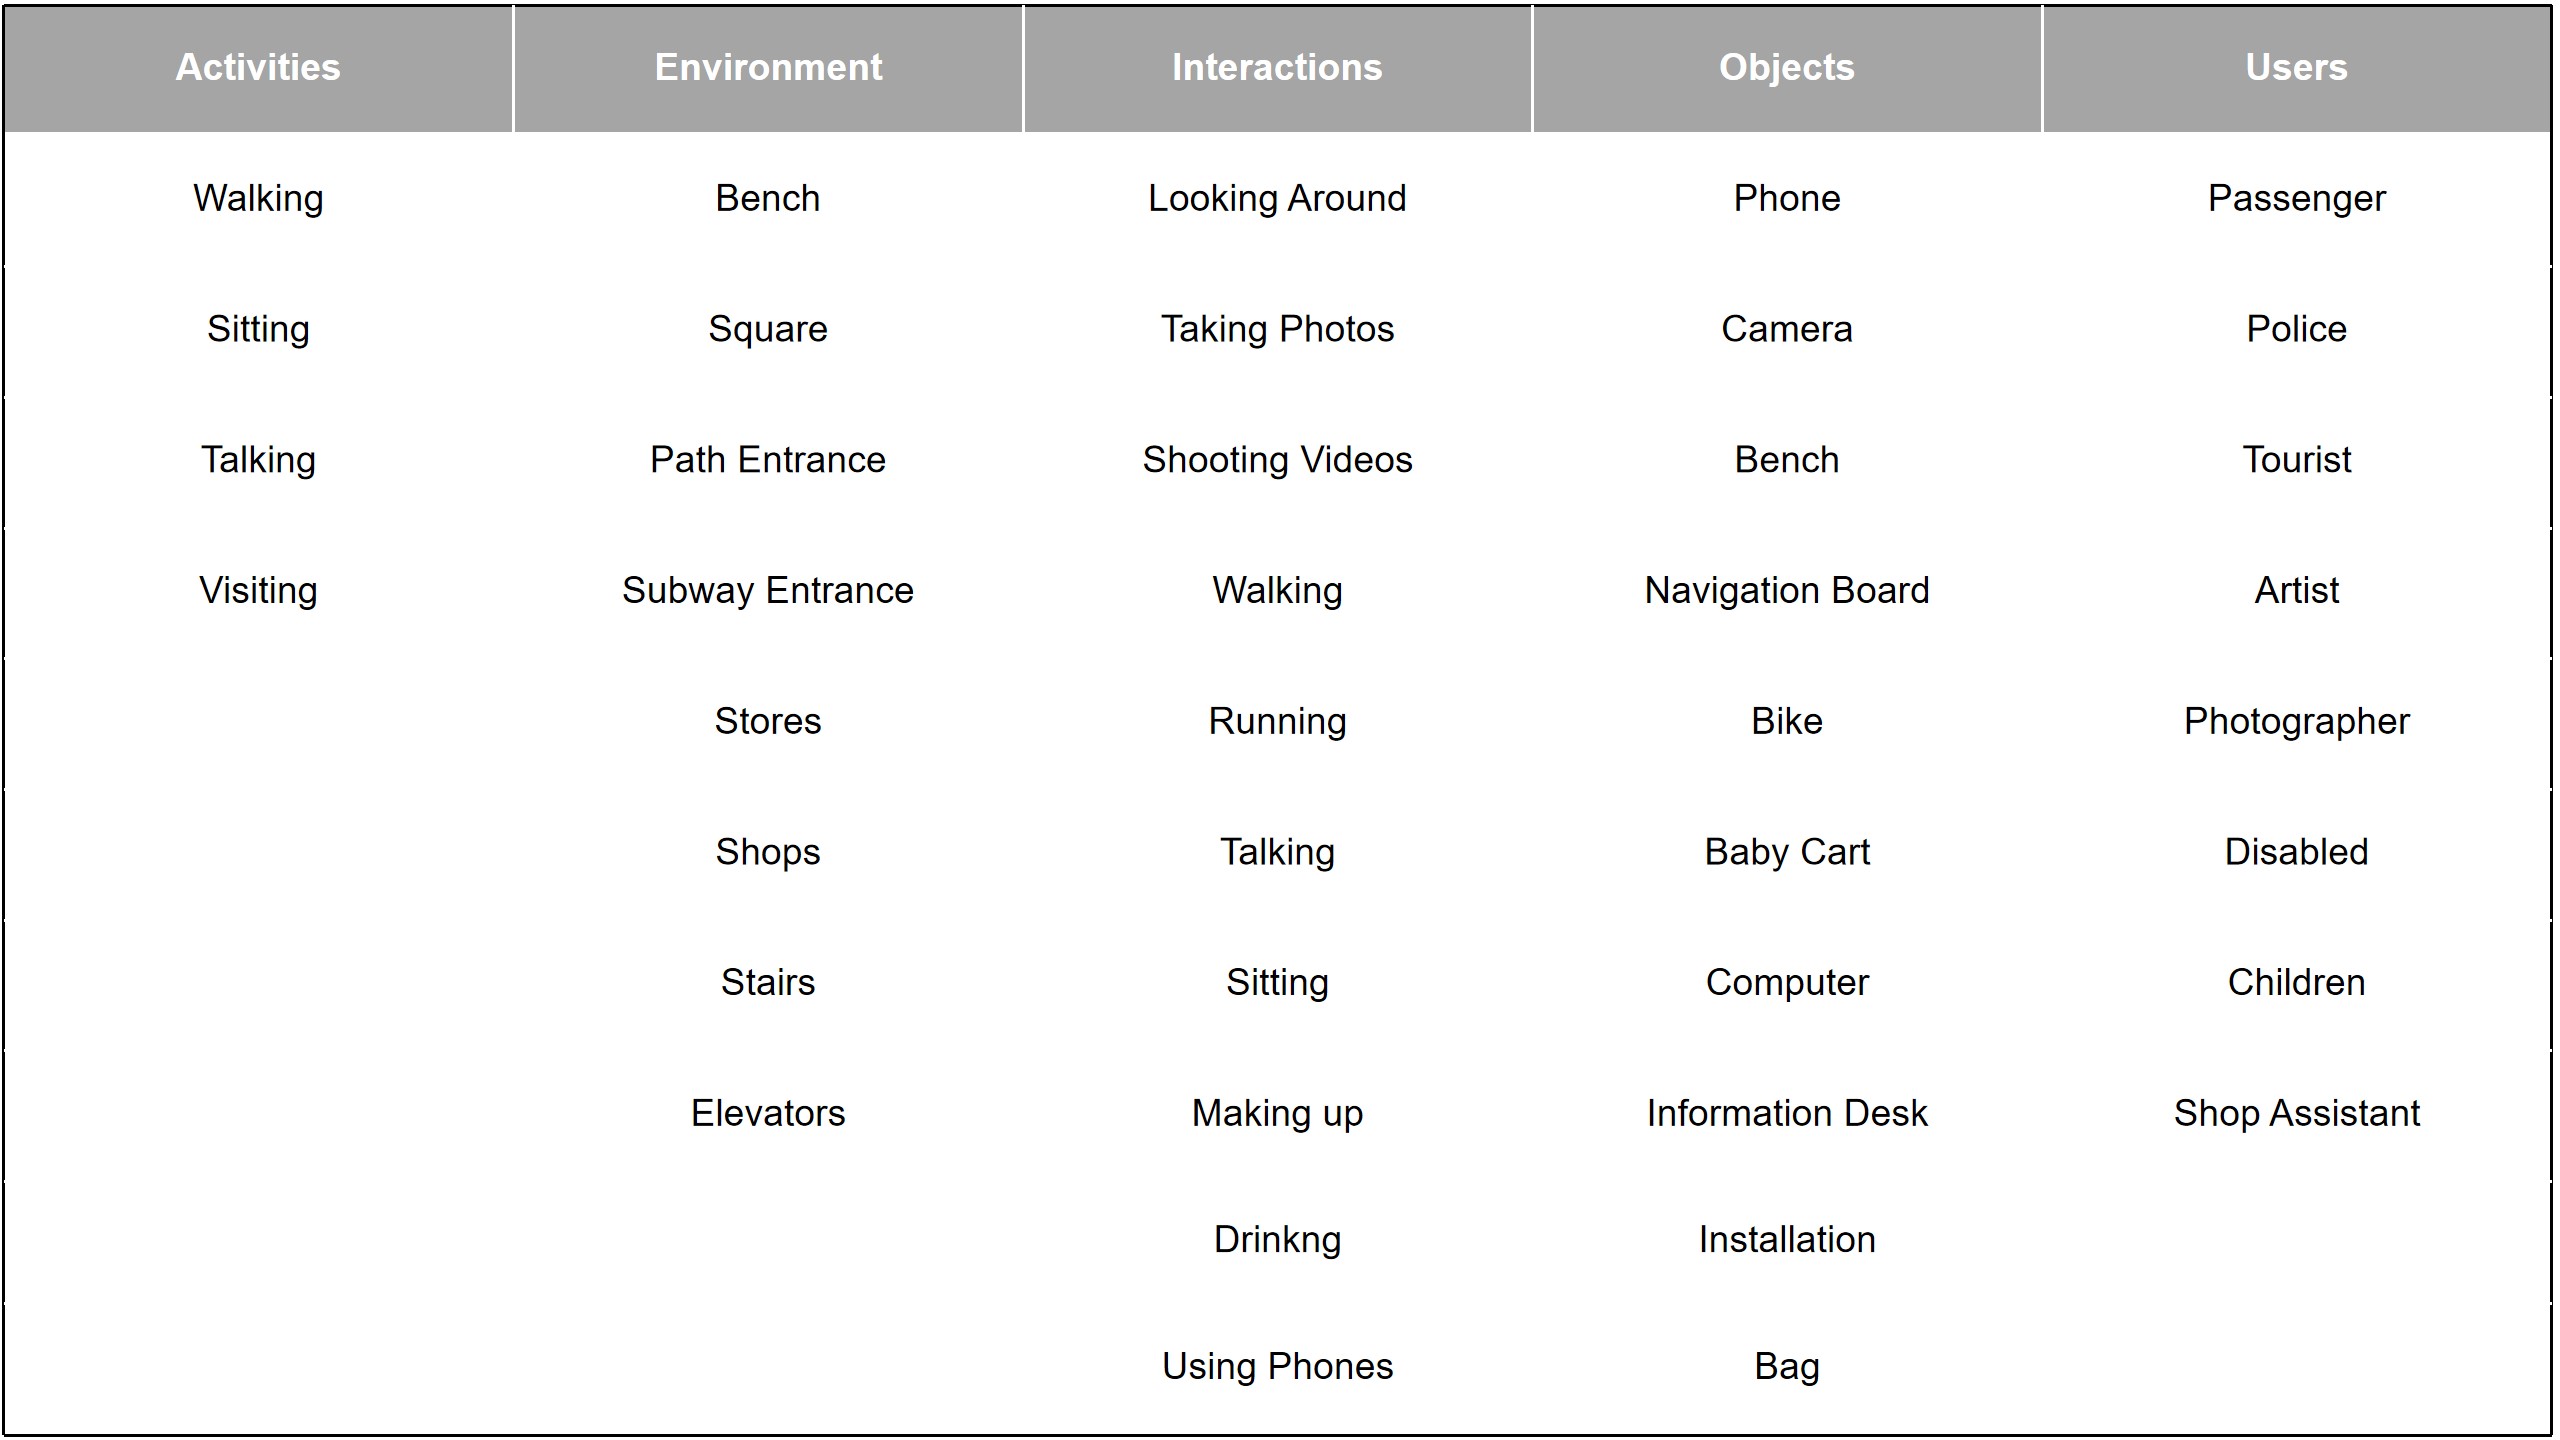 Activities Environment Interactions Objects Users
Walking Bench Looking Around Phone Passenger
Sitting Square Taking Photos Camera Police
Talking Path Entrance Shooting Videos Bench Tourist
Visiting Subway Entrance Walking Navigation Board Artist
Stores Running Bike Photographer
Shops Talking Baby Cart Disabled
Stairs Sitting Computer Children
Elevators Making up Information Desk Shop Assistant
Drinkng Installation
Using Phones Bag